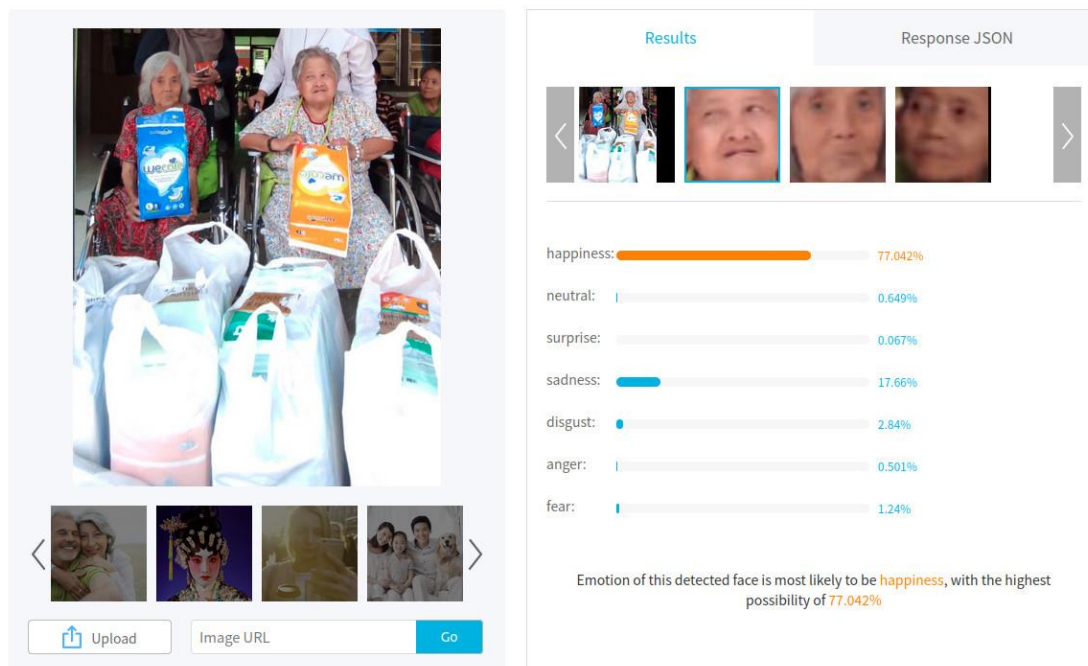 Results
Response JSON
wecare
happiness:
77.042%
neutral:
0.649%
surprise:
0.067%
sadness:
17.66%
disgust:
2.84%
anger:
0.501%
fear:
1.24%
Emotion of this detected face is most likely to be happiness, with the highest
possibility of 77.042%
Upload
Image URL
Go